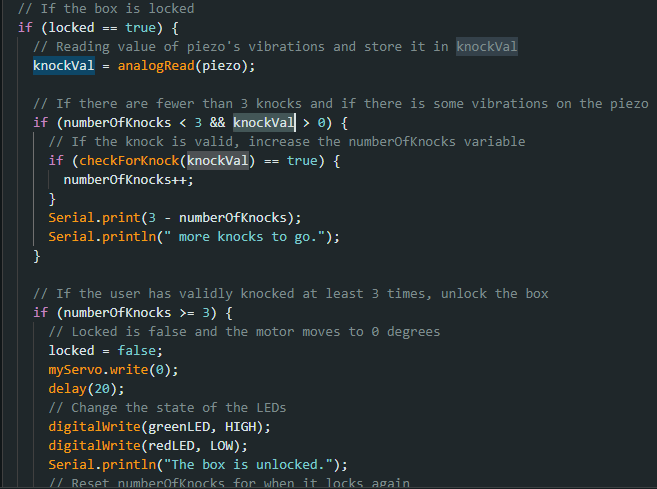 // If the box is locked
if (locked == true) {
// Reading value of piezo's vibrations and store it in knockVal
knockVal = analogRead(piezo);
// If there are fewer than 3 knocks and if there is some vibrations on the piezo
if (numberOfKnocks < 3 && knockVal > 0) {
// If the knock is valid, increase the numberOfKnocks variable
if (checkForKnock(knockVal) == true) {
numberOfKnocks++;
}
Serial.print(3 - numberOfKnocks);
Serial.println(" more knocks to go.");
}
// If the user has validly knocked at least 3 times, unlock the box
if (numberOfKnocks >= 3) {
// Locked is false and the motor moves to 0 degrees
locked = false;
myServo.write(0);
delay(20);
// Change the state of the LEDs
digitalWrite(greenLED, HIGH);
digitalWrite(redLED, LOW);
Serial.println("The box is unlocked.");
// Reset numberOfKnocks for when it locks again